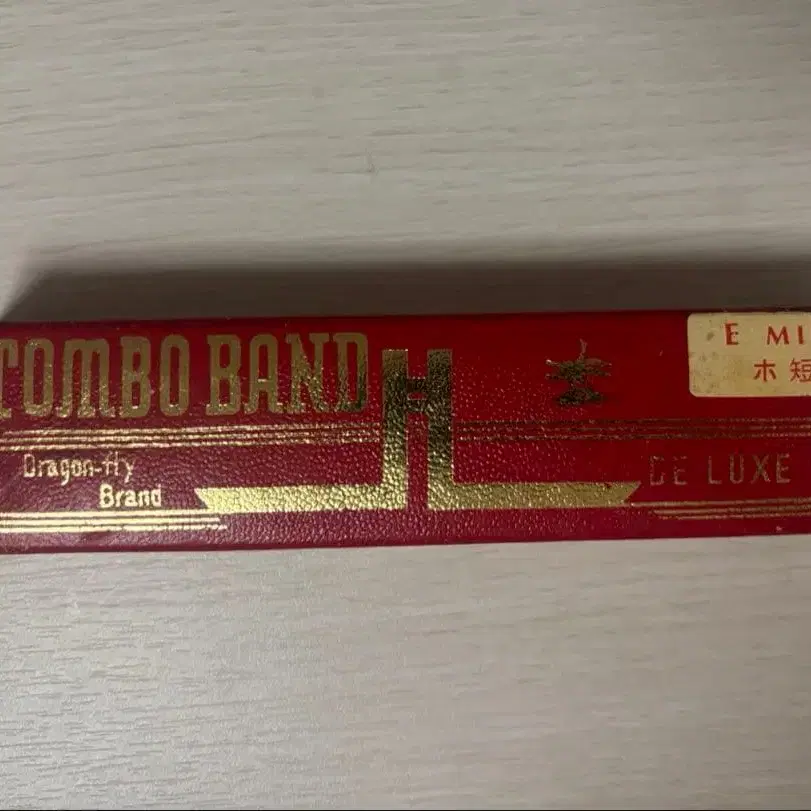 TOMBO BAND
H
E MI
ホ短
Dragon-fly
Brand
DE LUXE